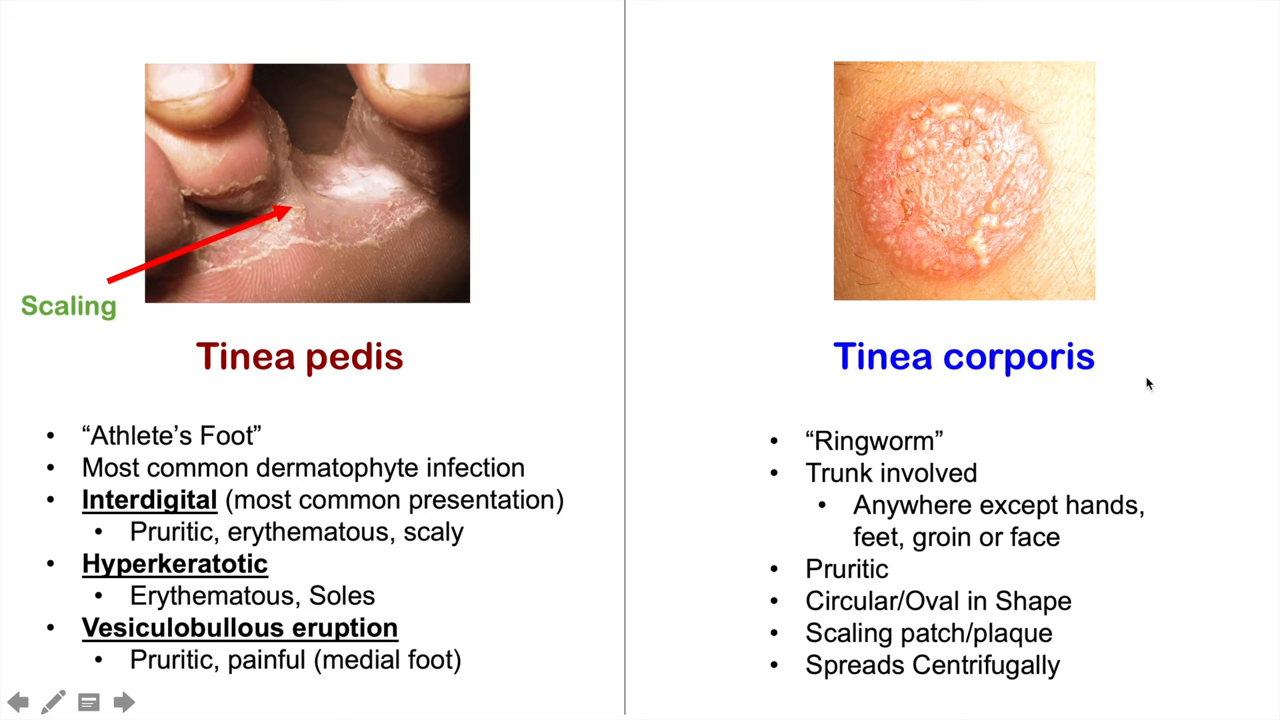 Scaling
Tinea pedis
• “Athlete’s Foot”
• Most common dermatophyte infection
• Interdigital (most common presentation)
• Pruritic, erythematous, scaly
• Hyperkeratotic
• Erythematous, Soles
• Vesiculobullous eruption
• Pruritic, painful (medial foot)
Tinea corporis
• “Ringworm”
• Trunk involved
• Anywhere except hands,
feet, groin or face
• Pruritic
• Circular/Oval in Shape
• Scaling patch/plaque
• Spreads Centrifugally